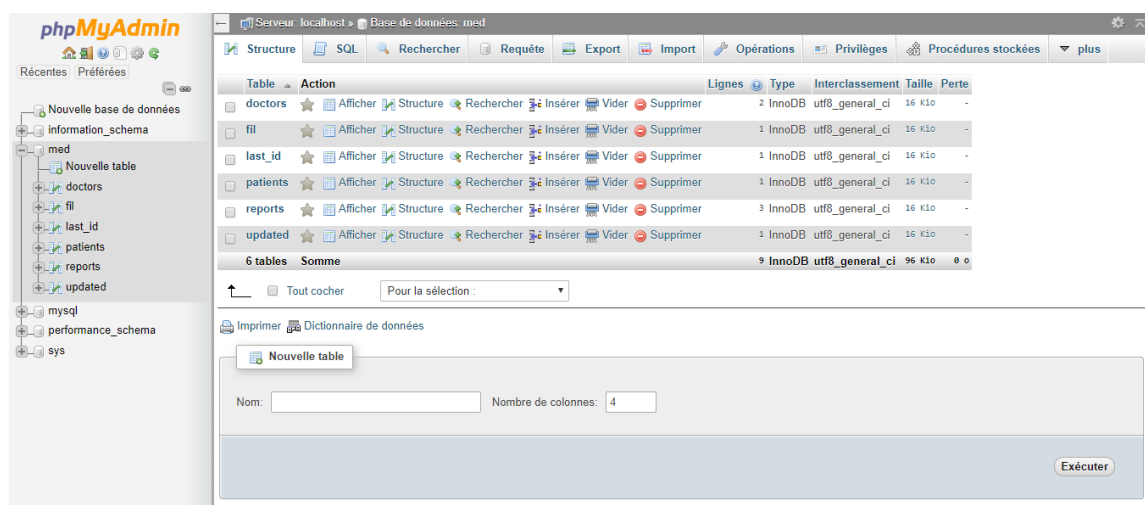 phpMyAdmin
Récentes Préférées
Nouvelle base de données
information_schema
med
Nouvelle table
doctors
fil
last_id
patients
reports
updated
mysql
performance_schema
sys
Serveur: localhost » Base de données: med
Structure SQL Rechercher Requête Export Import Opérations Privilèges Procédures stockées plus
Table Action Lignes Type Interclassement Taille Perte
doctors Afficher Structure Rechercher Insérer Vider Supprimer 2 InnoDB utf8_general_ci 16 Kio -
fil Afficher Structure Rechercher Insérer Vider Supprimer 1 InnoDB utf8_general_ci 16 Kio -
last_id Afficher Structure Rechercher Insérer Vider Supprimer 1 InnoDB utf8_general_ci 16 Kio -
patients Afficher Structure Rechercher Insérer Vider Supprimer 1 InnoDB utf8_general_ci 16 Kio -
reports Afficher Structure Rechercher Insérer Vider Supprimer 3 InnoDB utf8_general_ci 16 Kio -
updated Afficher Structure Rechercher Insérer Vider Supprimer 1 InnoDB utf8_general_ci 16 Kio -
6 tables Somme 9 InnoDB utf8_general_ci 96 Kio 0 o
Tout cocher Pour la sélection :
Imprimer Dictionnaire de données
Nouvelle table
Nom: Nombre de colonnes: 4
Exécuter